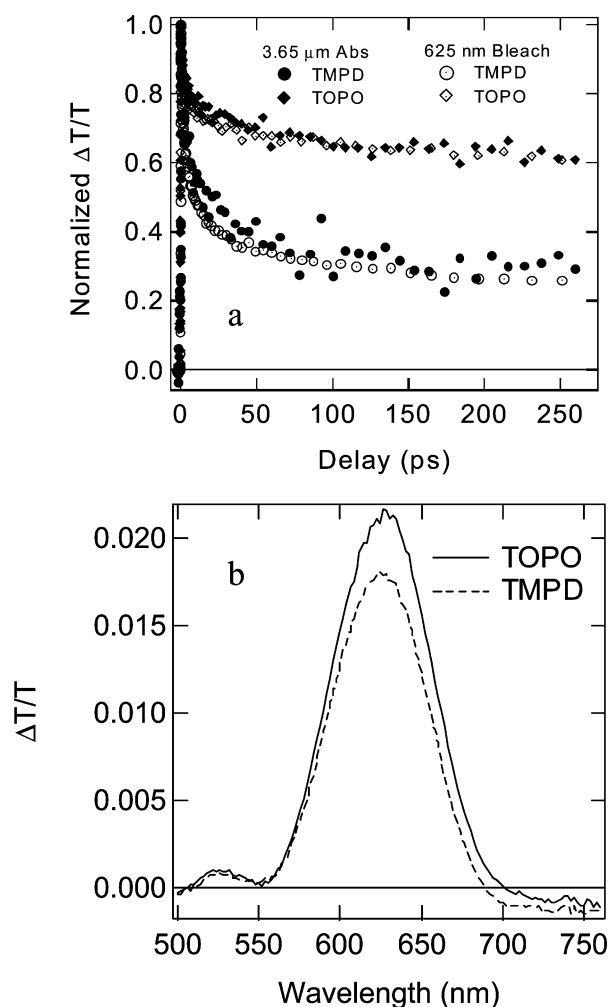 1.0
0.8
0.6
0.4
0.2
0.0
Normalized ΔT/T
3.65 μm Abs
625 nm Bleach
TMPD
TMPD
TOPO
TOPO
a
0
50
100
150
200
250
Delay (ps)
0.020
0.015
0.010
0.005
0.000
ΔT/T
b
TOPO
TMPD
500
550
600
650
700
750
Wavelength (nm)